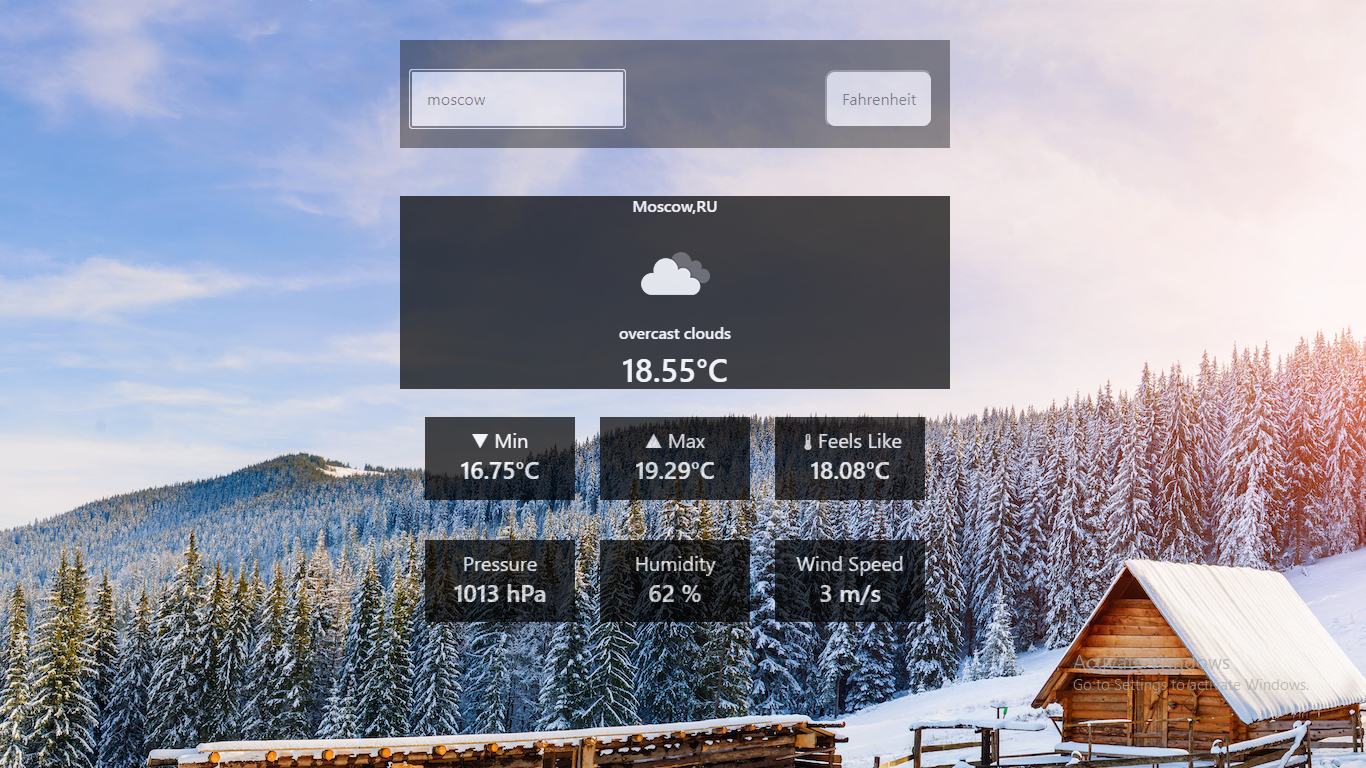 moscow
Fahrenheit
Moscow,RU
overcast clouds
18.55°C
▼ Min
16.75°C
▲ Max
19.29°C
Feels Like
18.08°C
Pressure
1013 hPa
Humidity
62 %
Wind Speed
3 m/s
Activate Windows
Go to Settings to activate Windows.